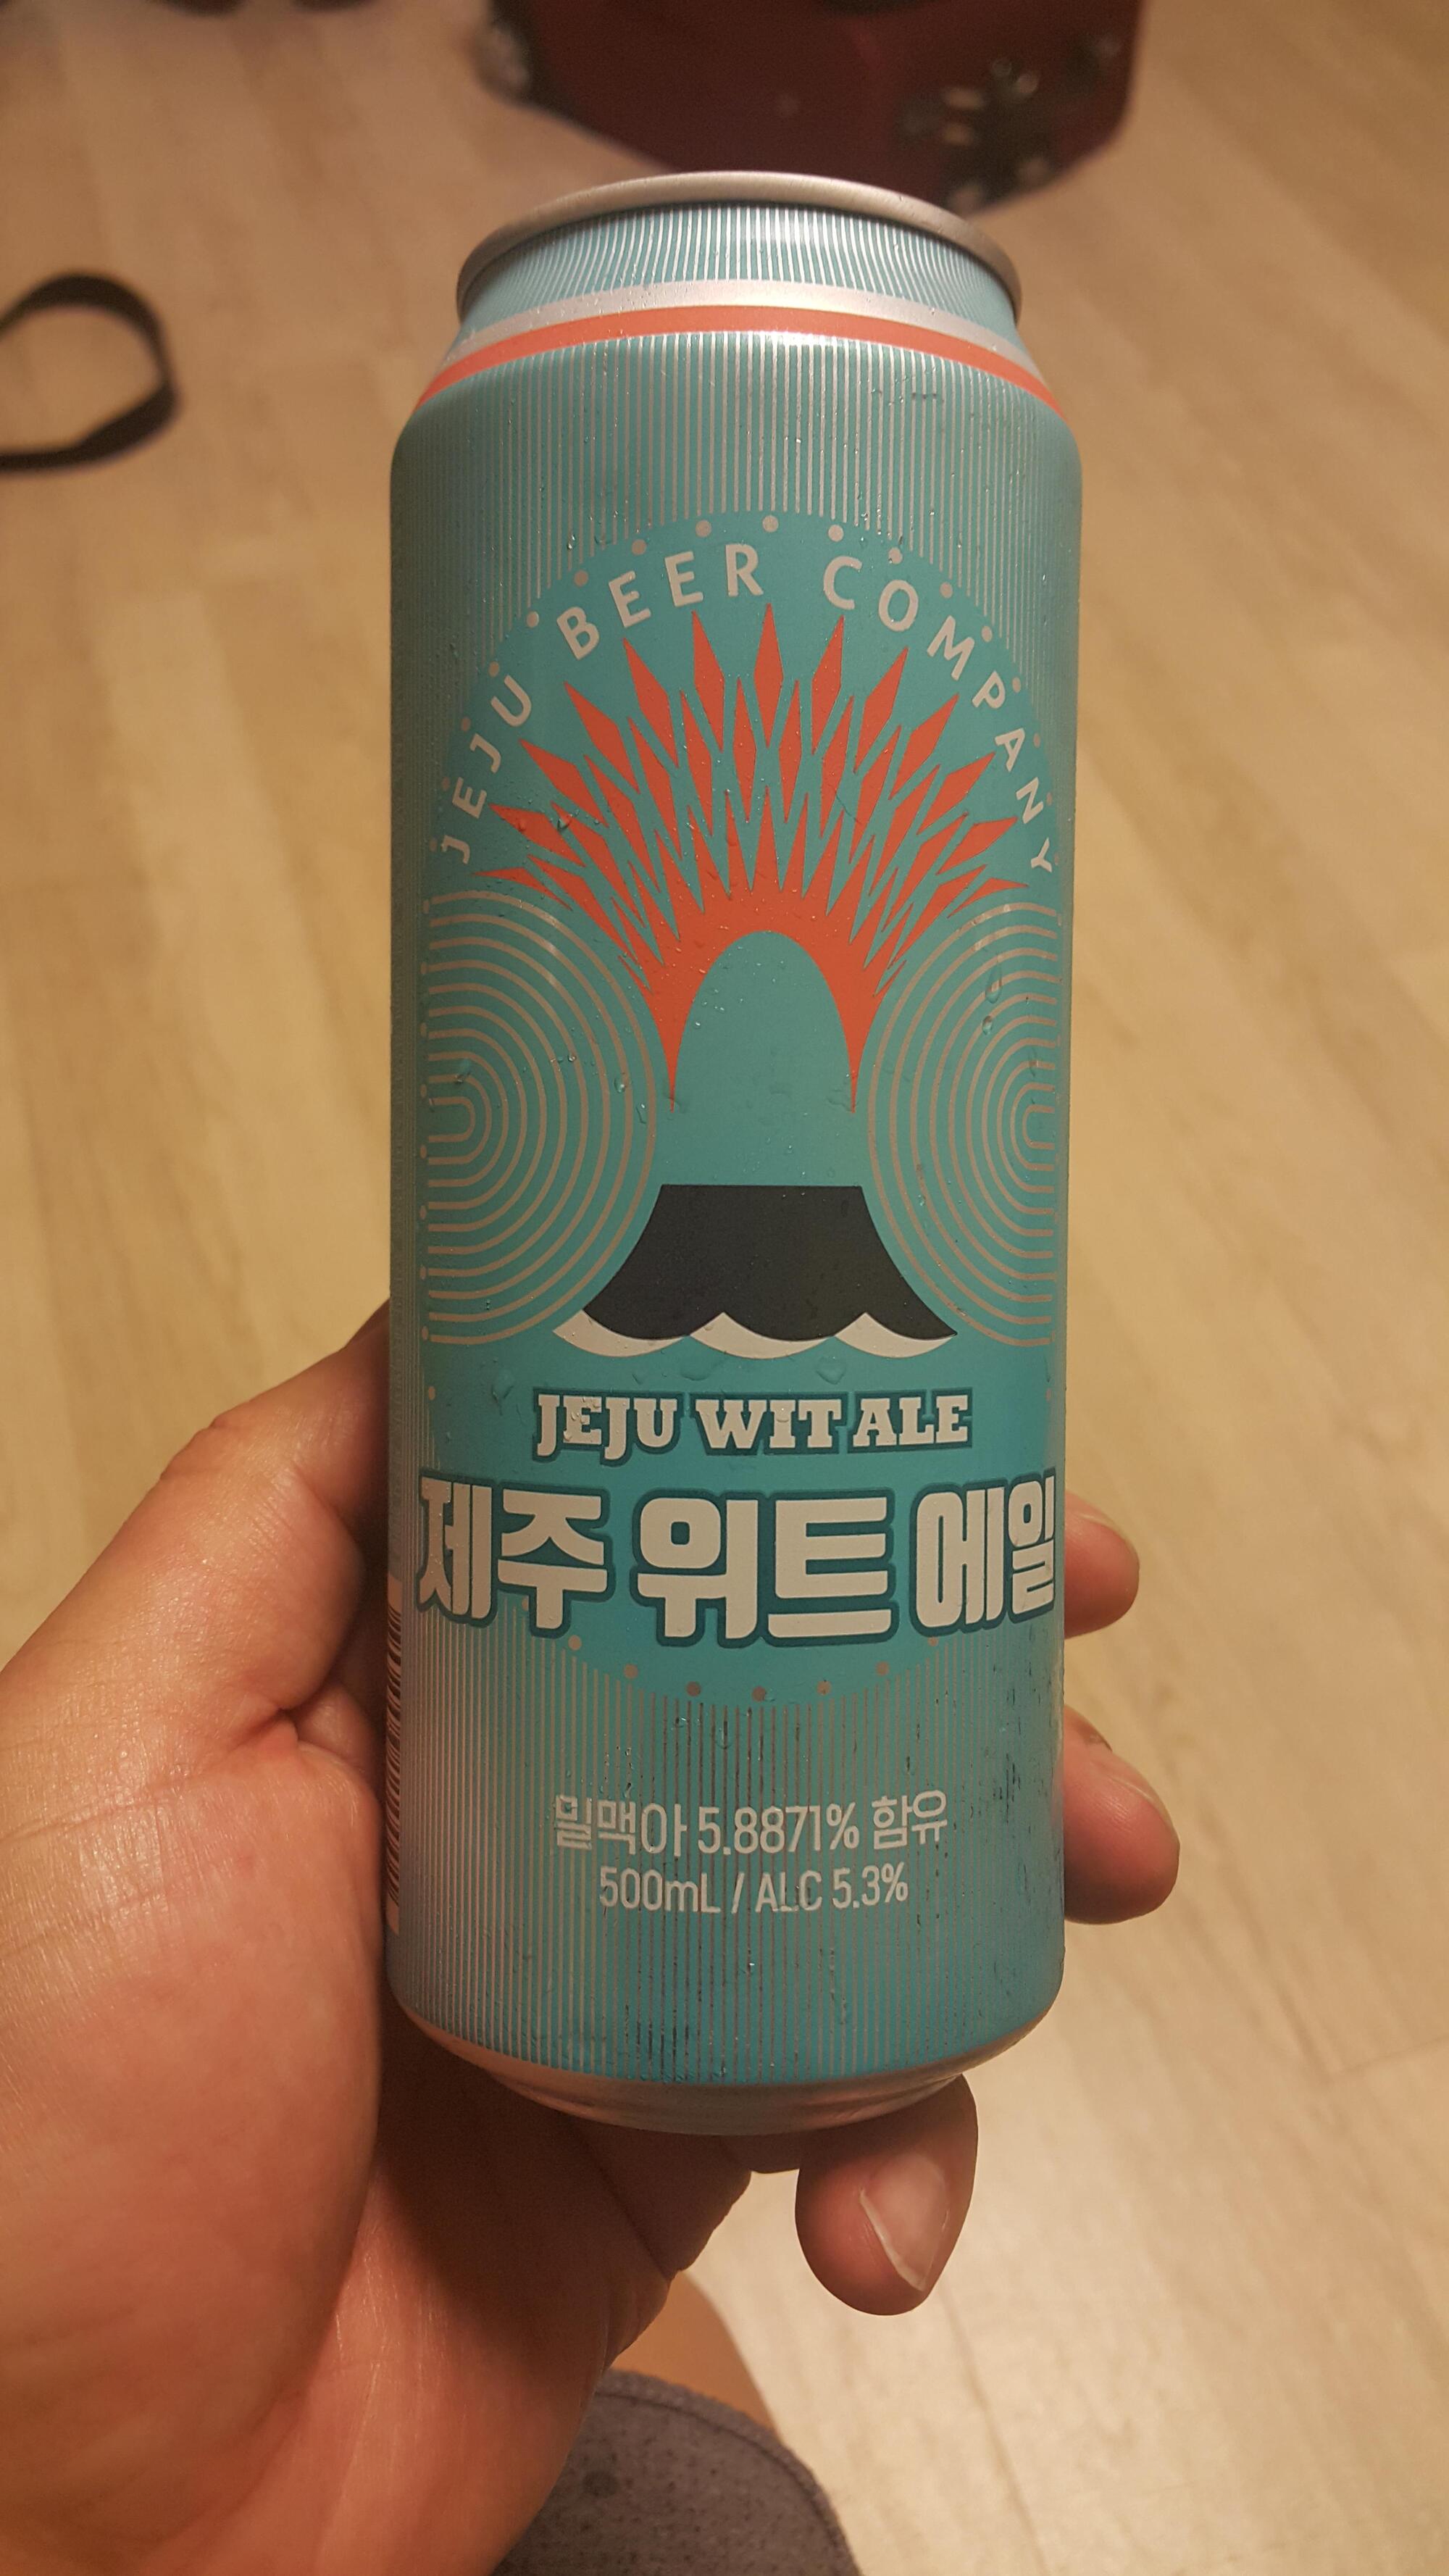 JEJU BEER COMPANY
JEJU WIT ALE
제주 위트 에일
밀맥아 5.8871% 함유
500mL / ALC 5.3%